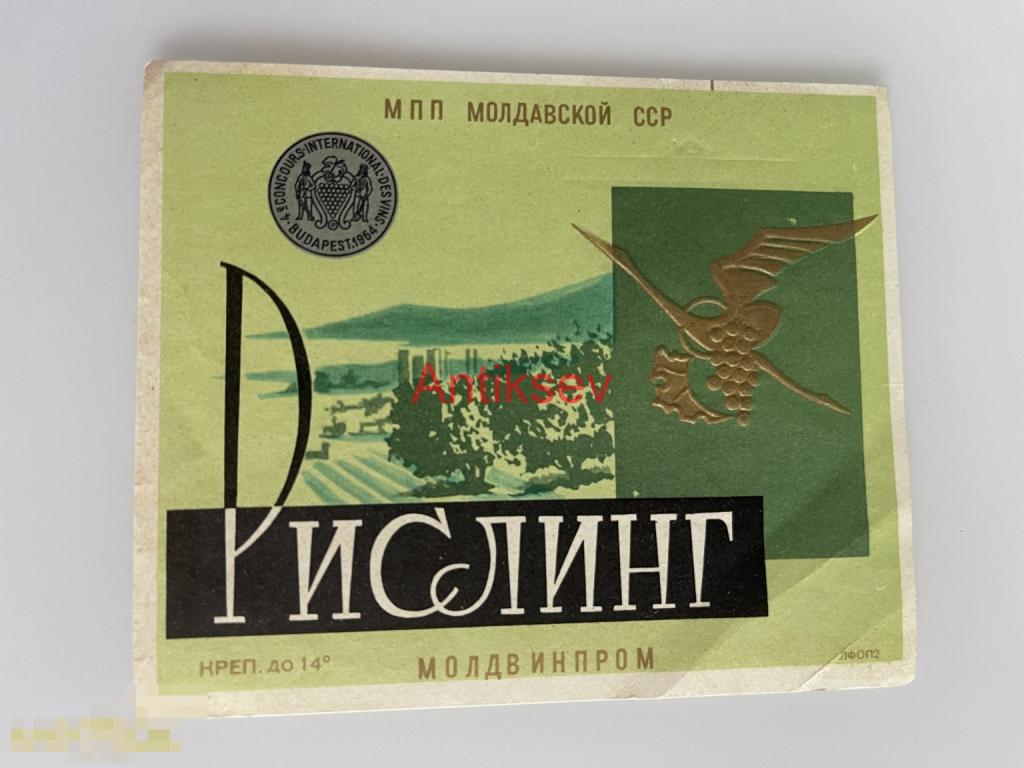 МПП МОЛДАВСКОЙ ССР
4e CONCOURS·INTERNATIONAL·DES VINS·
BUDAPEST.1964
Antiksev
РИСЛИНГ
КРЕП. ДО 14°
МОЛДВИНПРОМ
ЛФОП2